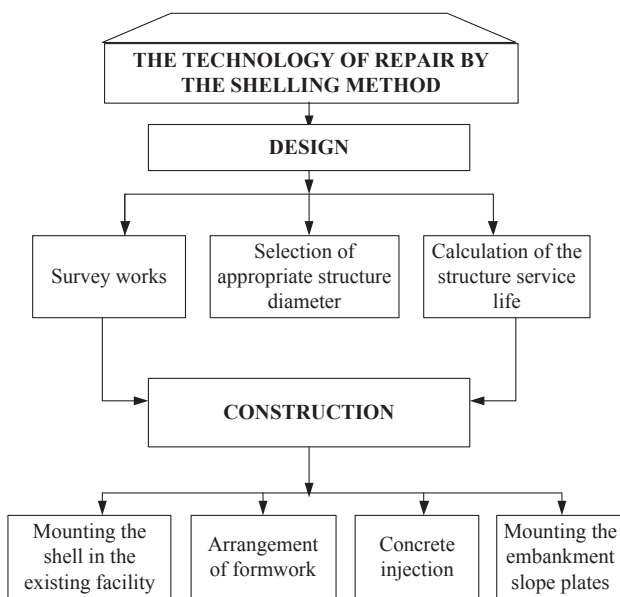 THE TECHNOLOGY OF REPAIR BY
THE SHELLING METHOD
DESIGN
Survey works
Selection of
appropriate structure
diameter
Calculation of the
structure service
life
CONSTRUCTION
Mounting the
shell in the
existing facility
Arrangement
of formwork
Concrete
injection
Mounting the
embankment
slope plates